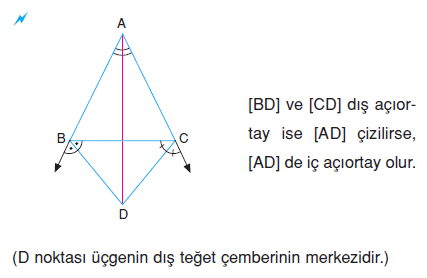 A
B
C
D
[BD] ve [CD] dış açıor-
tay ise [AD] çizilirse,
[AD] de iç açıortay olur.
(D noktası üçgenin dış teğet çemberinin merkezidir.)